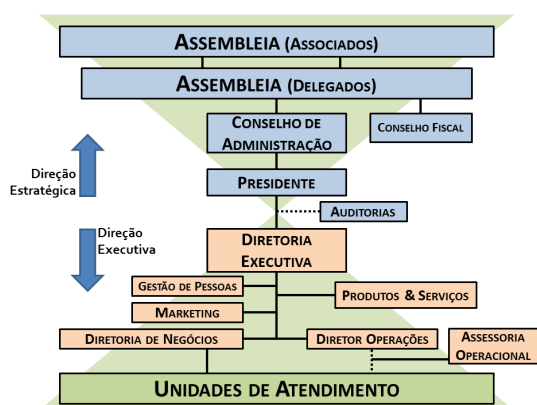 ASSEMBLEIA (ASSOCIADOS)
ASSEMBLEIA (DELEGADOS)
CONSELHO DE
ADMINISTRAÇÃO
CONSELHO FISCAL
Direção
Estratégica
PRESIDENTE
AUDITORIAS
Direção
Executiva
DIRETORIA
EXECUTIVA
GESTÃO DE PESSOAS
PRODUTOS & SERVIÇOS
MARKETING
DIRETORIA DE NEGÓCIOS
DIRETOR OPERAÇÕES
ASSESSORIA
OPERACIONAL
UNIDADES DE ATENDIMENTO